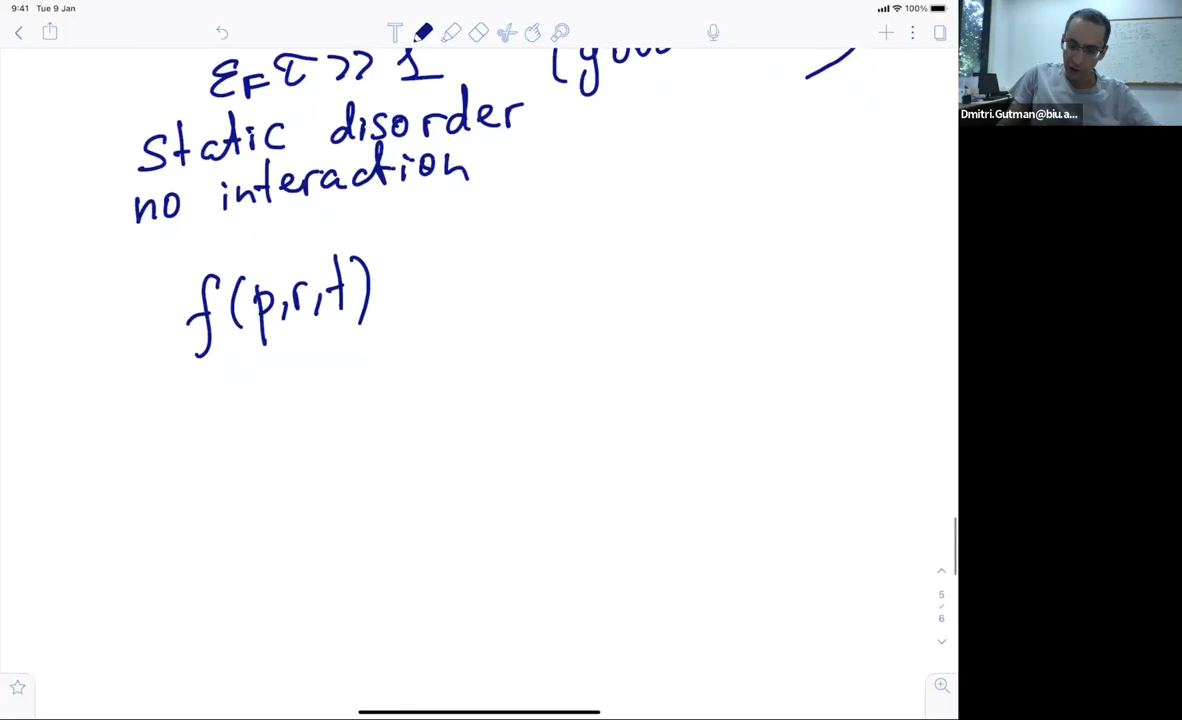 9:41 Tue 9 Jan
100%
T
ε_F τ >> 1
static disorder
no interaction
f(p,r,t)
Dmitri.Gutman@biu.a...
5
/
6